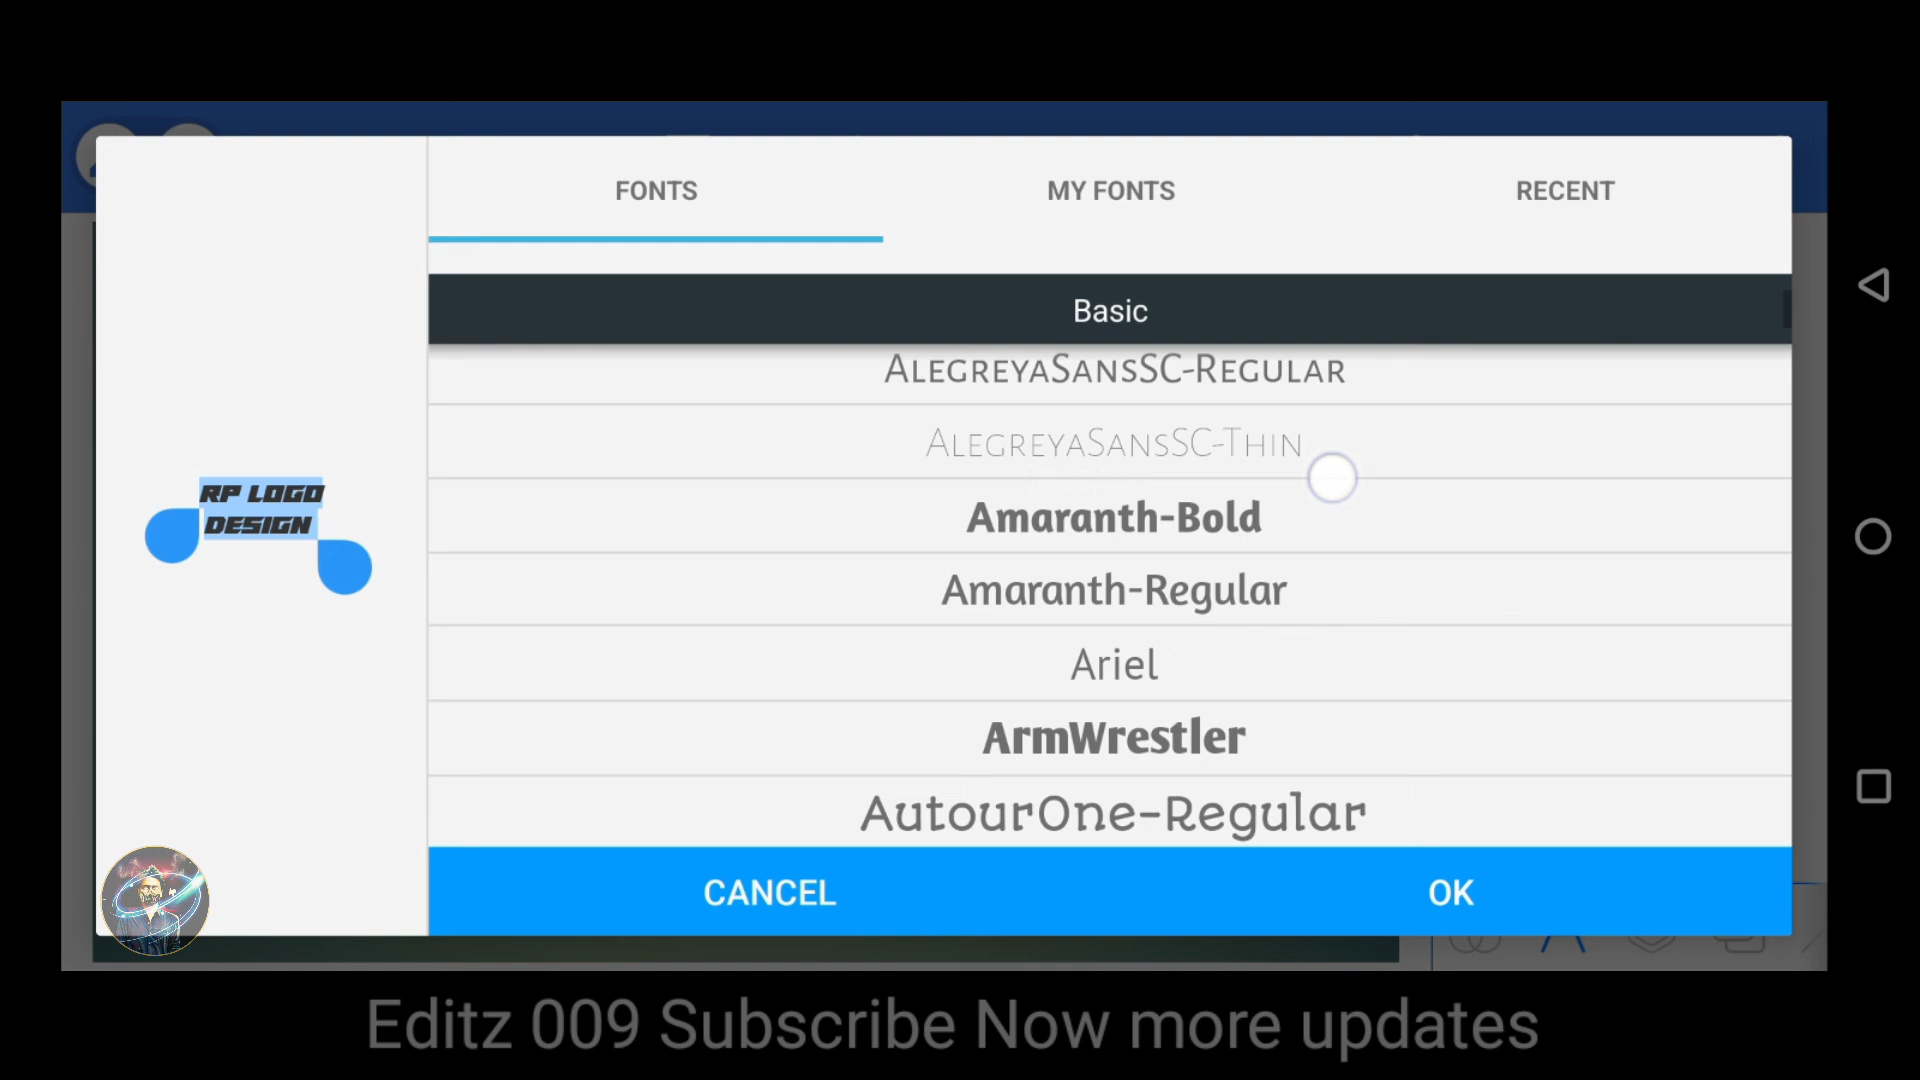 FONTS
MY FONTS
RECENT
Basic
AlegreyaSansSC-Regular
AlegreyaSansSC-Thin
Amaranth-Bold
Amaranth-Regular
Ariel
ArmWrestler
AutourOne-Regular
RP LOGO
DESIGN
CANCEL
OK
Editz 009 Subscribe Now more updates